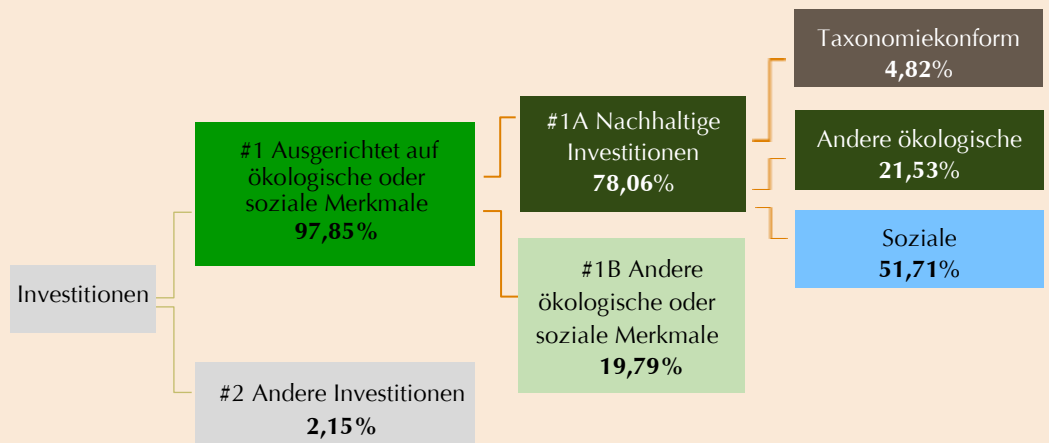 Investitionen
#1 Ausgerichtet auf
ökologische oder
soziale Merkmale
97,85%
#2 Andere Investitionen
2,15%
#1A Nachhaltige
Investitionen
78,06%
#1B Andere
ökologische oder
soziale Merkmale
19,79%
Taxonomiekonform
4,82%
Andere ökologische
21,53%
Soziale
51,71%